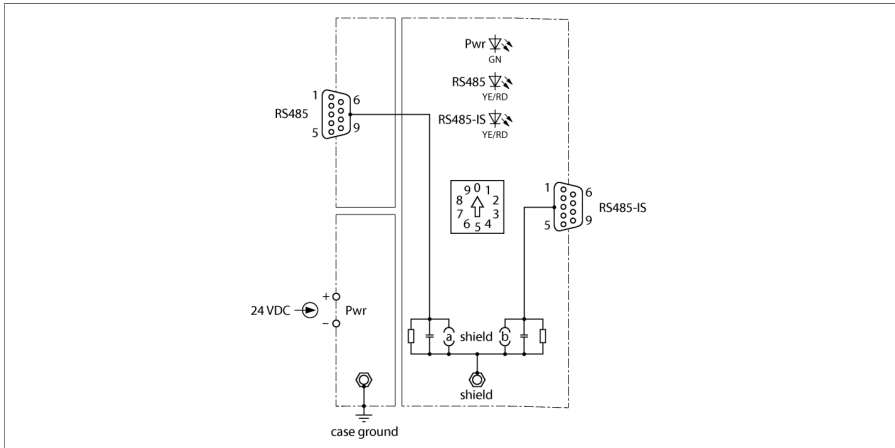 Pwr
GN
RS485
YE/RD
RS485-IS
YE/RD
1
6
RS485
5
9
9 0 1
8 2
7 3
6 5 4
1
6
RS485-IS
5
9
+
Pwr
24 VDC
–
a shield b
shield
case ground